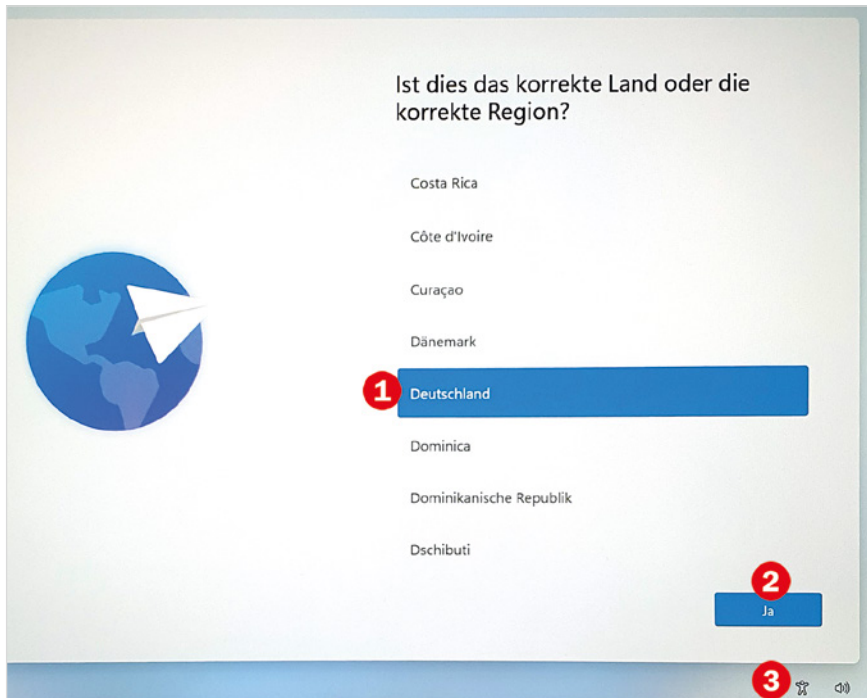 Ist dies das korrekte Land oder die
korrekte Region?
Costa Rica
Côte d'Ivoire
Curaçao
Dänemark
1 Deutschland
Dominica
Dominikanische Republik
Dschibuti
2
Ja
3